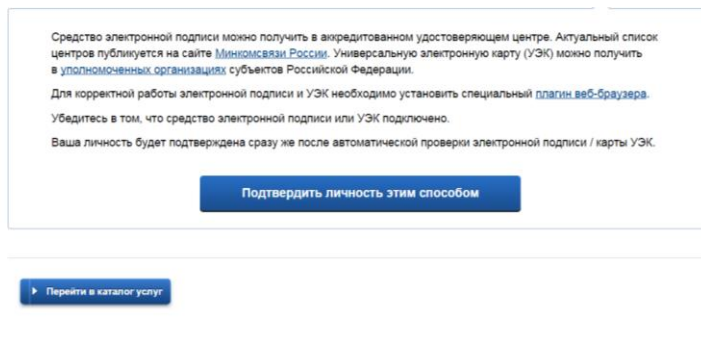 Средство электронной подписи можно получить в аккредитованном удостоверяющем центре. Актуальный список
центров публикуется на сайте Минкомсвязи России. Универсальную электронную карту (УЭК) можно получить
в уполномоченных организациях субъектов Российской Федерации.
Для корректной работы электронной подписи и УЭК необходимо установить специальный плагин веб-браузера.
Убедитесь в том, что средство электронной подписи или УЭК подключено.
Ваша личность будет подтверждена сразу же после автоматической проверки электронной подписи / карты УЭК.
Подтвердить личность этим способом
Перейти в каталог услуг